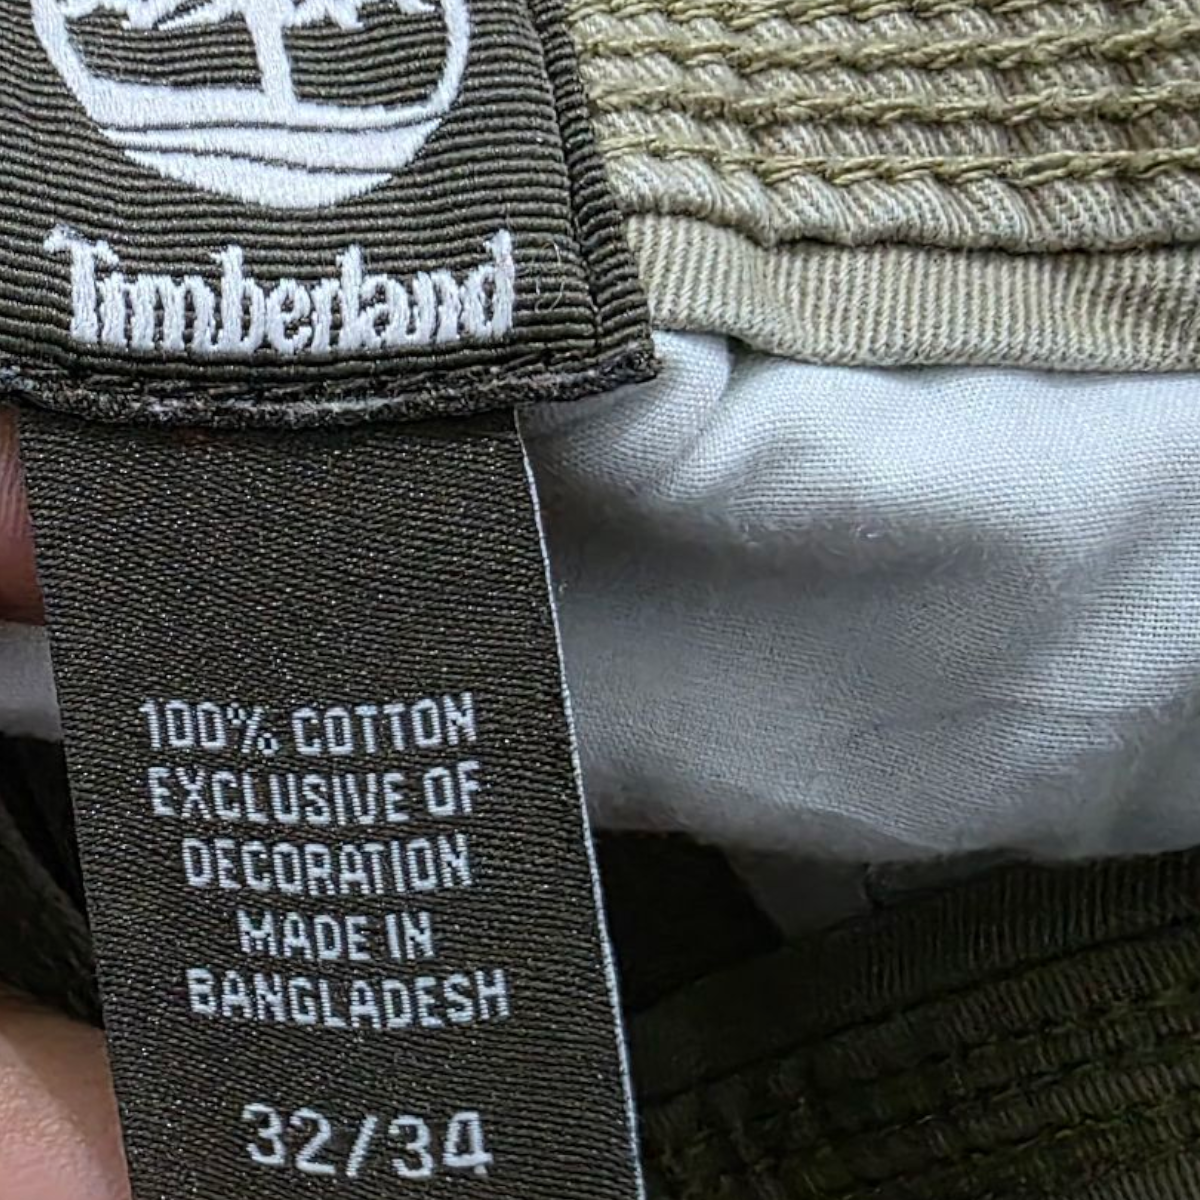 Timberland
100% COTTON
EXCLUSIVE OF
DECORATION
MADE IN
BANGLADESH
32/34